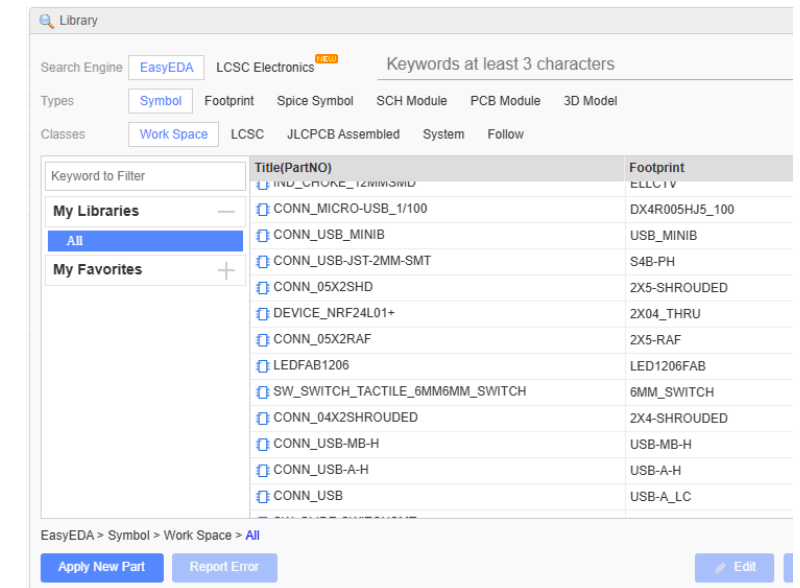 Library
Search Engine EasyEDA LCSC Electronics NEW Keywords at least 3 characters
Types Symbol Footprint Spice Symbol SCH Module PCB Module 3D Model
Classes Work Space LCSC JLCPCB Assembled System Follow
Keyword to Filter
My Libraries
All
My Favorites
Title(PartNO) Footprint
IND_CHOKE_12MMSMD ELLCTV
CONN_MICRO-USB_1/100 DX4R005HJ5_100
CONN_USB_MINIB USB_MINIB
CONN_USB-JST-2MM-SMT S4B-PH
CONN_05X2SHD 2X5-SHROUDED
DEVICE_NRF24L01+ 2X04_THRU
CONN_05X2RAF 2X5-RAF
LEDFAB1206 LED1206FAB
SW_SWITCH_TACTILE_6MM6MM_SWITCH 6MM_SWITCH
CONN_04X2SHROUDED 2X4-SHROUDED
CONN_USB-MB-H USB-MB-H
CONN_USB-A-H USB-A-H
CONN_USB USB-A_LC
EasyEDA > Symbol > Work Space > All
Apply New Part Report Error Edit